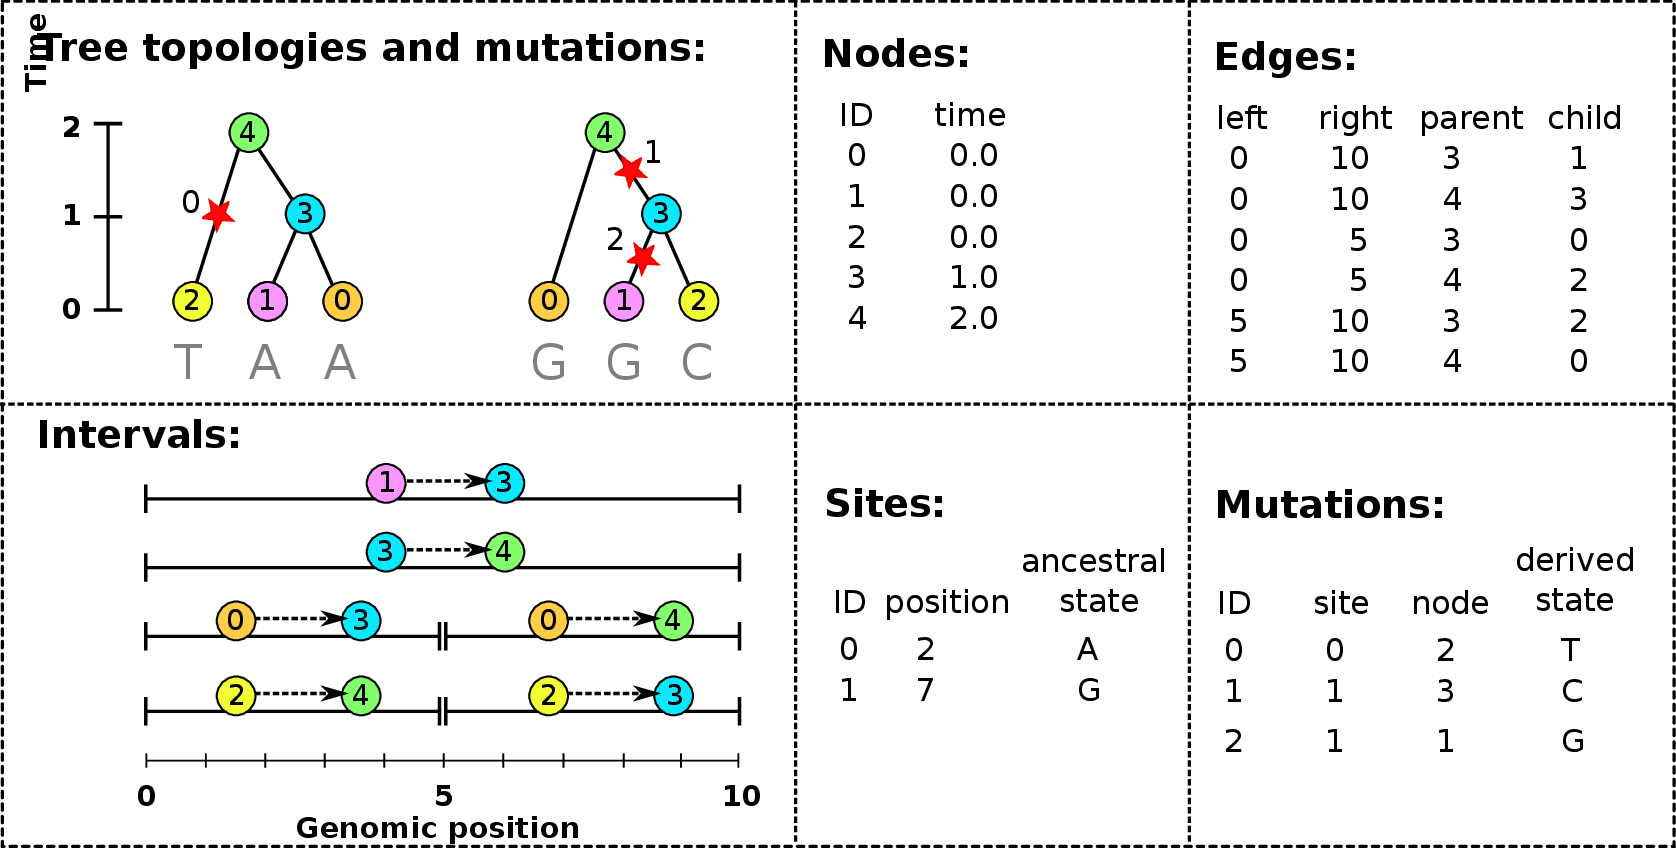 Time
Tree topologies and mutations:
2
4
4
1
0
1
3
3
2
0
2
1
0
0
1
2
T A A
G G C
Nodes:
ID time
0 0.0
1 0.0
2 0.0
3 1.0
4 2.0
Edges:
left right parent child
0 10 3 1
0 10 4 3
0 5 3 0
0 5 4 2
5 10 3 2
5 10 4 0
Intervals:
1 3
3 4
0 3 0 4
2 4 2 3
0 5 10
Genomic position
Sites:
ancestral
ID position state
0 2 A
1 7 G
Mutations:
derived
ID site node state
0 0 2 T
1 1 3 C
2 1 1 G